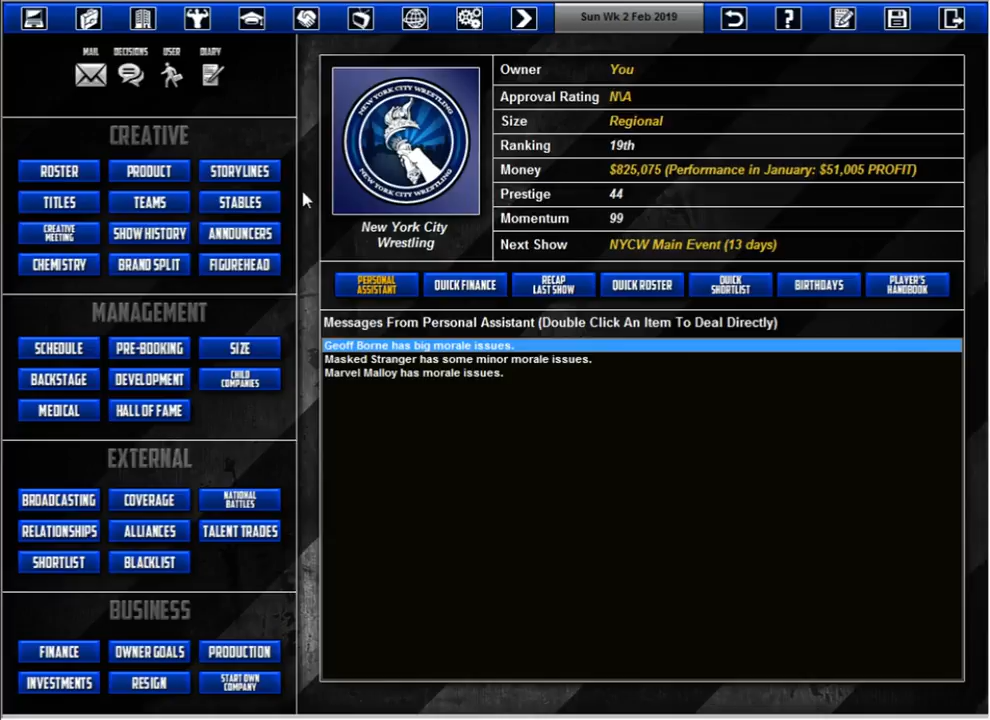 Sun Wk 2 Feb 2019
MAIL DECISIONS USER DIARY
CREATIVE
ROSTER PRODUCT STORYLINES
TITLES TEAMS STABLES
CREATIVE MEETING SHOW HISTORY ANNOUNCERS
CHEMISTRY BRAND SPLIT FIGUREHEAD
MANAGEMENT
SCHEDULE PRE-BOOKING SIZE
BACKSTAGE DEVELOPMENT CHILD COMPANIES
MEDICAL HALL OF FAME
EXTERNAL
BROADCASTING COVERAGE NATIONAL BATTLES
RELATIONSHIPS ALLIANCES TALENT TRADES
SHORTLIST BLACKLIST
BUSINESS
FINANCE OWNER GOALS PRODUCTION
INVESTMENTS RESIGN START OWN COMPANY
NEW YORK CITY WRESTLING
NEW YORK CITY WRESTLING
New York City
Wrestling
Owner You
Approval Rating N\A
Size Regional
Ranking 19th
Money $825,075 (Performance in January: $51,005 PROFIT)
Prestige 44
Momentum 99
Next Show NYCW Main Event (13 days)
PERSONAL ASSISTANT QUICK FINANCE RECAP LAST SHOW QUICK ROSTER QUICK SHORTLIST BIRTHDAYS PLAYER'S HANDBOOK
Messages From Personal Assistant (Double Click An Item To Deal Directly)
Geoff Borne has big morale issues.
Masked Stranger has some minor morale issues.
Marvel Malloy has morale issues.